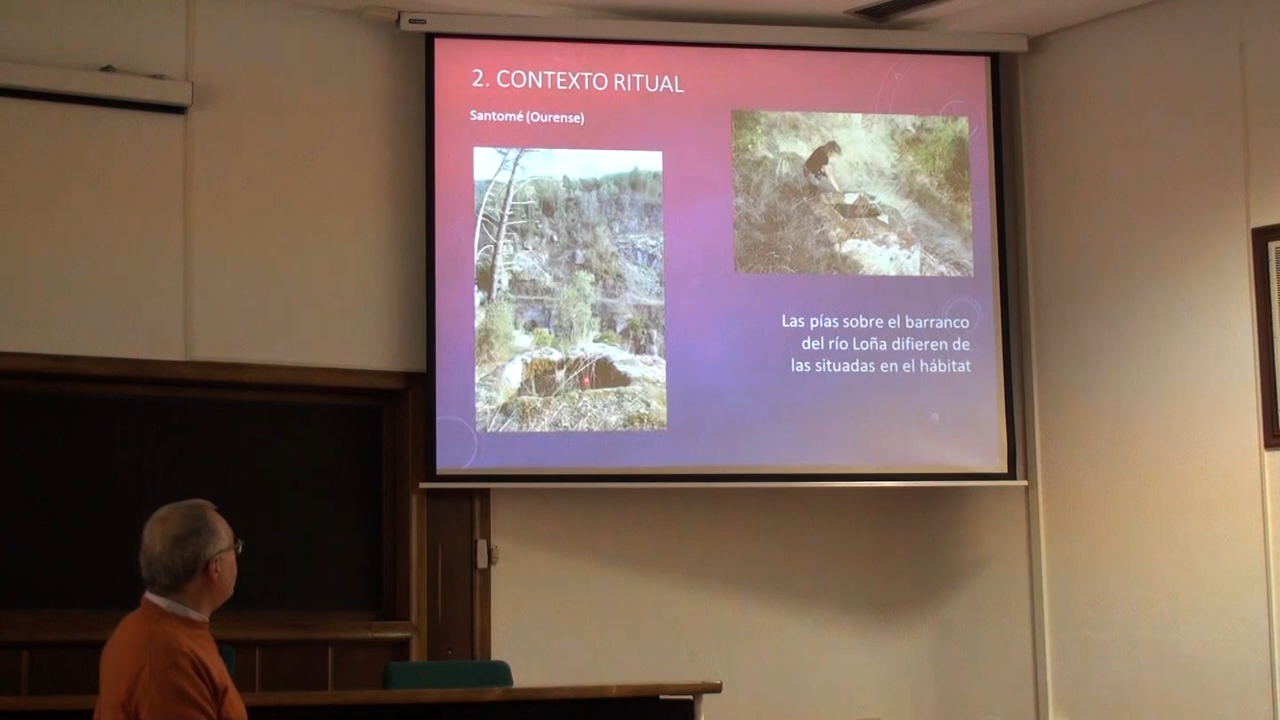 2. CONTEXTO RITUAL
Santomé (Ourense)
Las pías sobre el barranco
del río Loña difieren de
las situadas en el hábitat